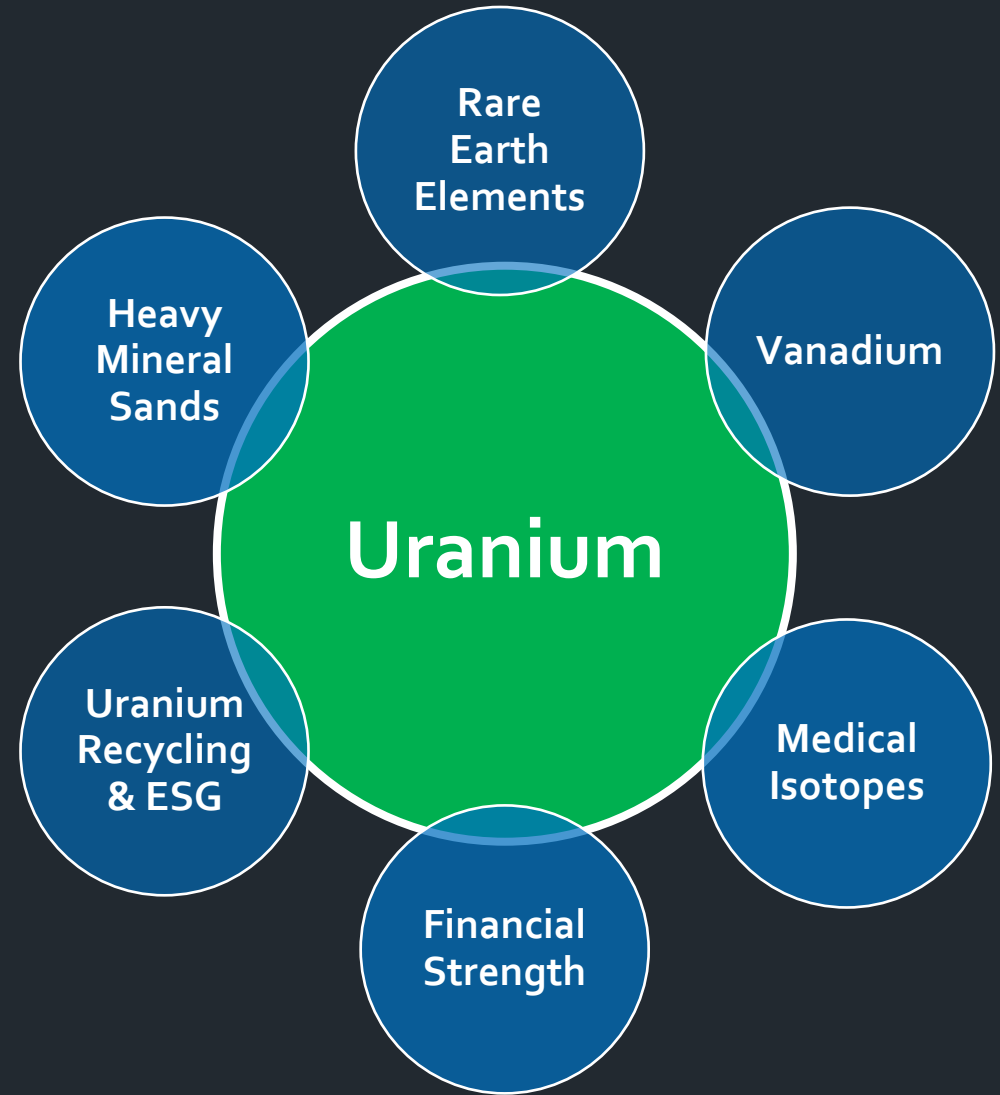 Rare
Earth
Elements
Heavy
Mineral
Sands
Vanadium
Uranium
Uranium
Recycling
& ESG
Medical
Isotopes
Financial
Strength